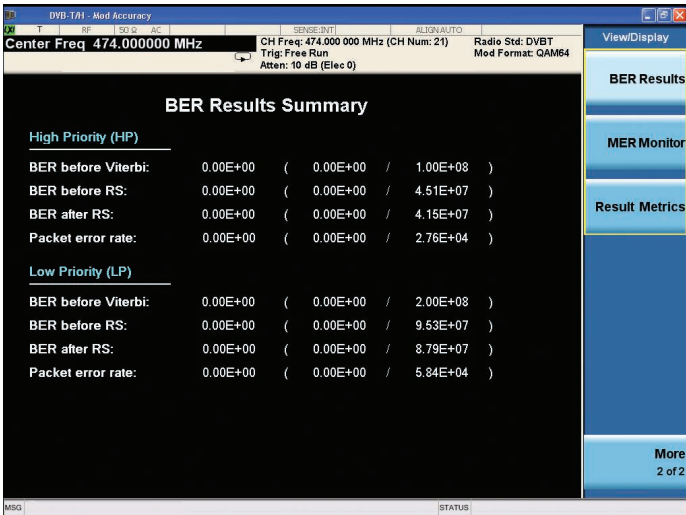 DVB-T/H - Mod Accuracy
T RF 50 Ω AC SENSE:INT ALIGNAUTO
Center Freq 474.000000 MHz
CH Freq: 474.000 000 MHz (CH Num: 21) Radio Std: DVBT
Trig: Free Run Mod Format: QAM64
Atten: 10 dB (Elec 0)
View/Display
BER Results
MER Monitor
Result Metrics
More
2 of 2
BER Results Summary
High Priority (HP)
BER before Viterbi: 0.00E+00 ( 0.00E+00 / 1.00E+08 )
BER before RS: 0.00E+00 ( 0.00E+00 / 4.51E+07 )
BER after RS: 0.00E+00 ( 0.00E+00 / 4.15E+07 )
Packet error rate: 0.00E+00 ( 0.00E+00 / 2.76E+04 )
Low Priority (LP)
BER before Viterbi: 0.00E+00 ( 0.00E+00 / 2.00E+08 )
BER before RS: 0.00E+00 ( 0.00E+00 / 9.53E+07 )
BER after RS: 0.00E+00 ( 0.00E+00 / 8.79E+07 )
Packet error rate: 0.00E+00 ( 0.00E+00 / 5.84E+04 )
MSG STATUS